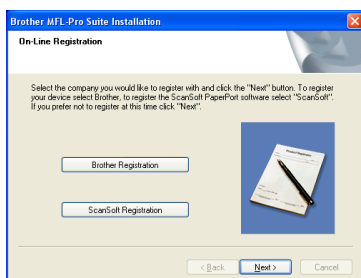 Brother MFL-Pro Suite Installation
On-Line Registration
Select the company you would like to register with and click the "Next" button. To register
your device select Brother, to register the ScanSoft PaperPort software select "ScanSoft".
If you prefer not to register at this time click "Next".
Brother Registration
ScanSoft Registration
< Back
Next >
Cancel